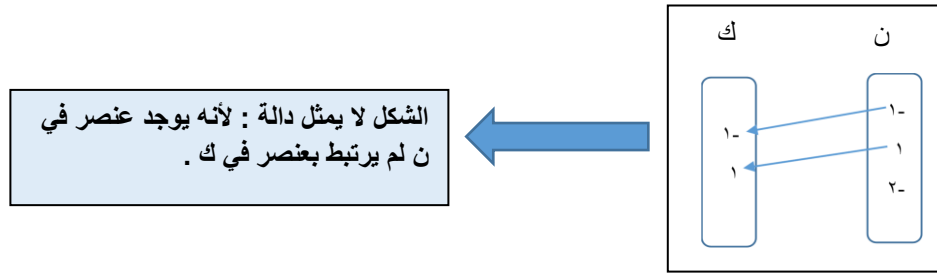 ن ك
-١ -١
١ ١
-٢
الشكل لا يمثل دالة : لأنه يوجد عنصر في
ن لم يرتبط بعنصر في ك .